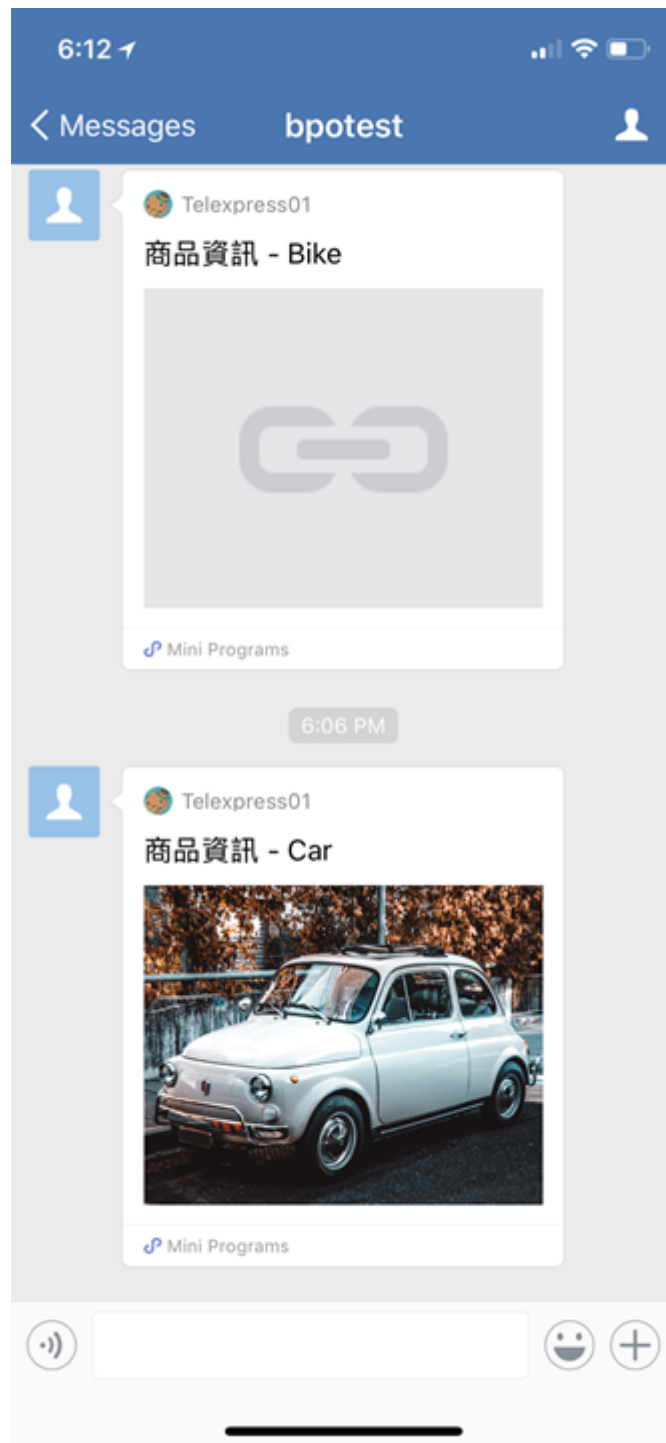 6:12
Messages
bpotest
Telexpress01
商品資訊 - Bike
Mini Programs
6:06 PM
Telexpress01
商品資訊 - Car
Mini Programs